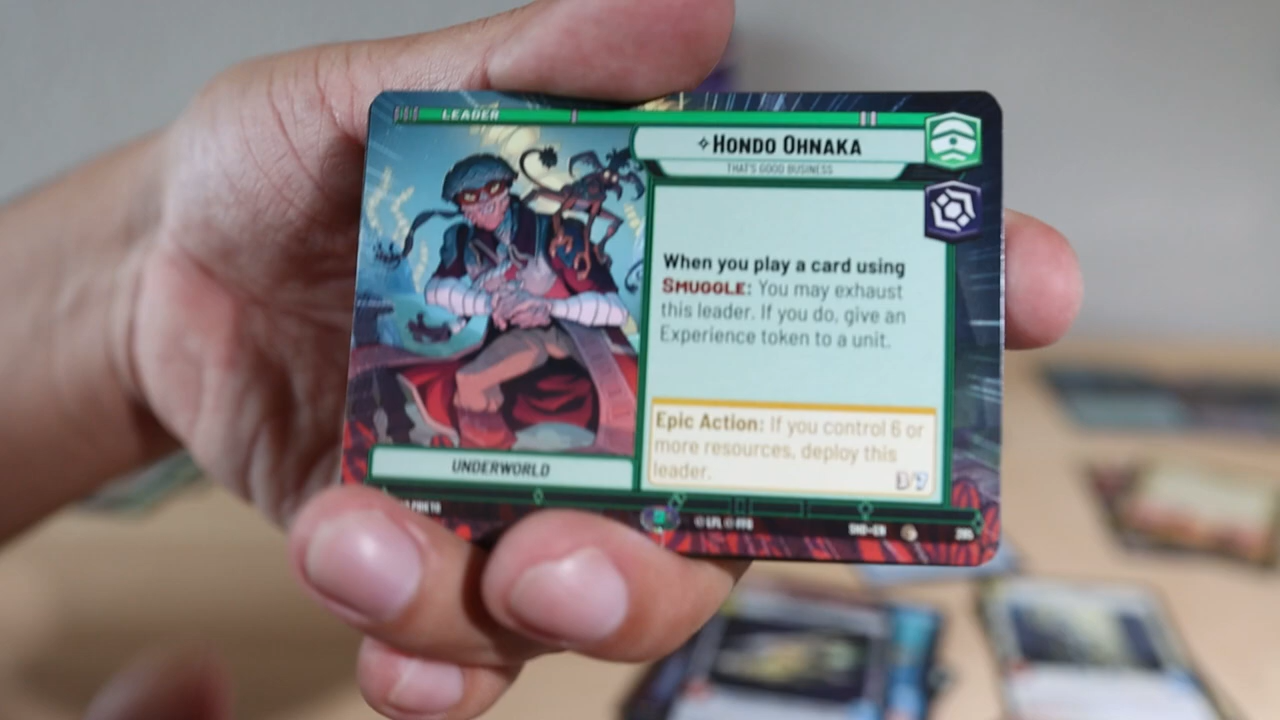 LEADER
HONDO OHNAKA
THAT'S GOOD BUSINESS
When you play a card using
SMUGGLE: You may exhaust
this leader. If you do, give an
Experience token to a unit.
Epic Action: If you control 6 or
more resources, deploy this
leader.
UNDERWORLD
© LFL © FFG